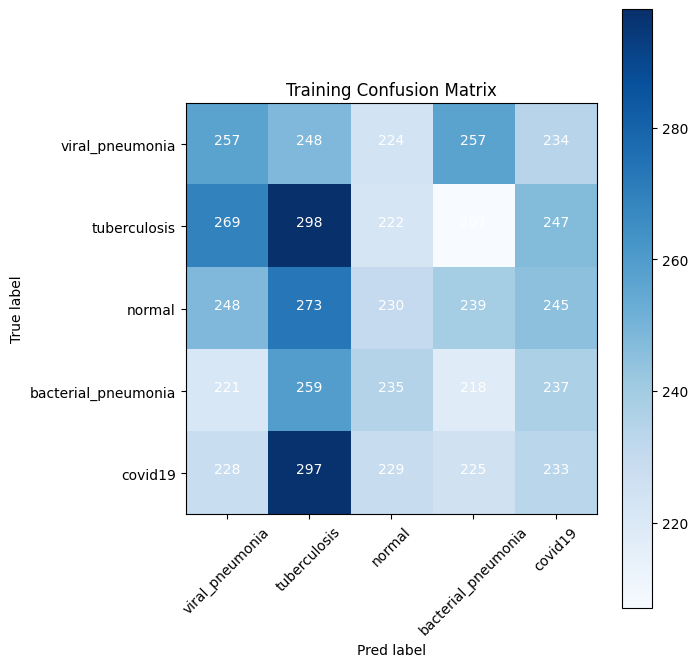 Training Confusion Matrix
viral_pneumonia 257 248 224 257 234
tuberculosis 269 298 222 247
normal 248 273 230 239 245
bacterial_pneumonia 221 259 235 218 237
covid19 228 297 229 225 233
viral_pneumonia tuberculosis normal bacterial_pneumonia covid19
True label
Pred label
280
260
240
220